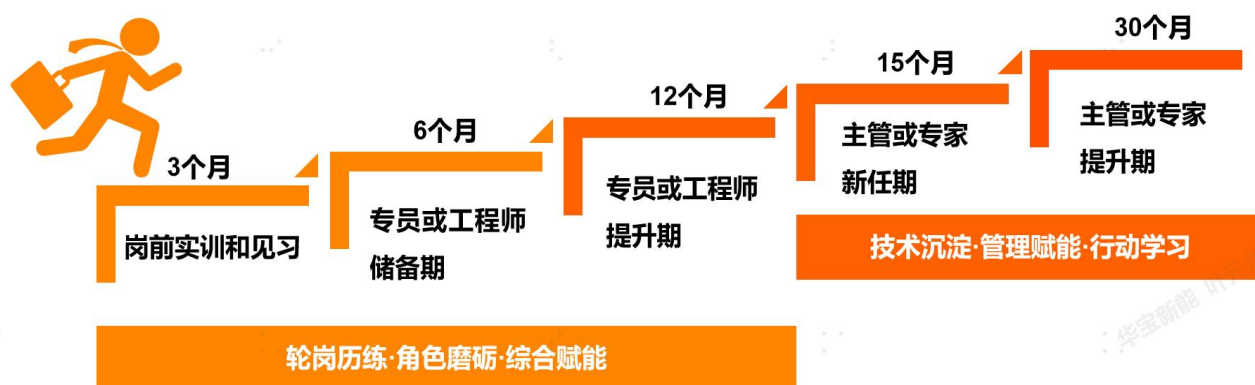 3个月
岗前实训和见习
6个月
专员或工程师
储备期
12个月
专员或工程师
提升期
15个月
主管或专家
新任期
30个月
主管或专家
提升期
轮岗历练·角色磨砺·综合赋能
技术沉淀·管理赋能·行动学习
华宝新能